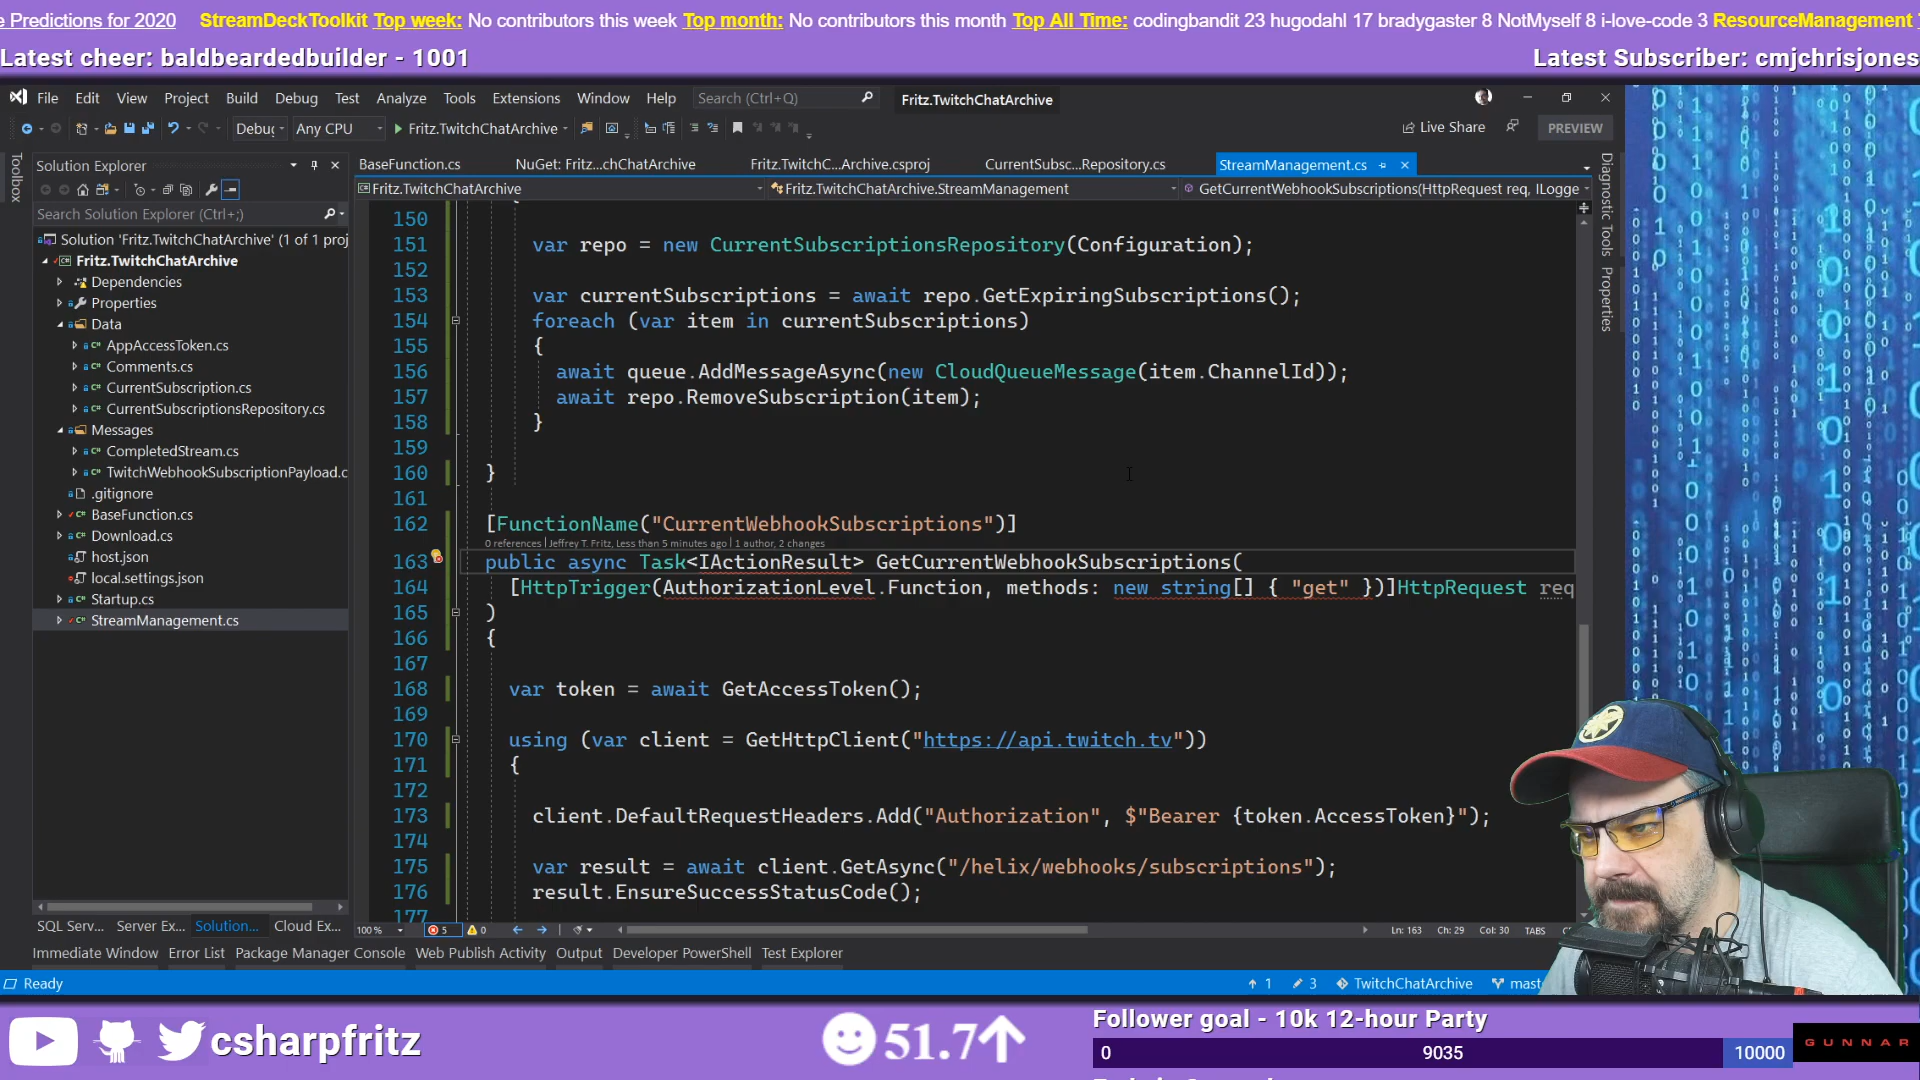 e Predictions for 2020 StreamDeckToolkit Top week: No contributors this week Top month: No contributors this month Top All Time: codingbandit 23 hugodahl 17 bradygaster 8 NotMyself 8 i-love-code 3 ResourceManagement
Latest cheer: baldbeardedbuilder - 1001 Latest Subscriber: cmjchrisjones
File Edit View Project Build Debug Test Analyze Tools Extensions Window Help Search (Ctrl+Q) Fritz.TwitchChatArchive
Debug Any CPU Fritz.TwitchChatArchive Live Share PREVIEW
Toolbox
Solution Explorer
Search Solution Explorer (Ctrl+;)
Solution 'Fritz.TwitchChatArchive' (1 of 1 proj
Fritz.TwitchChatArchive
Dependencies
Properties
Data
AppAccessToken.cs
Comments.cs
CurrentSubscription.cs
CurrentSubscriptionsRepository.cs
Messages
CompletedStream.cs
TwitchWebhookSubscriptionPayload.c
.gitignore
BaseFunction.cs
Download.cs
host.json
local.settings.json
Startup.cs
StreamManagement.cs
SQL Serv... Server Ex... Solution... Cloud Ex...
BaseFunction.cs NuGet: Fritz...chChatArchive Fritz.TwitchC...Archive.csproj CurrentSubsc...Repository.cs StreamManagement.cs
Fritz.TwitchChatArchive Fritz.TwitchChatArchive.StreamManagement GetCurrentWebhookSubscriptions(HttpRequest req, ILogge
150
151 var repo = new CurrentSubscriptionsRepository(Configuration);
152
153 var currentSubscriptions = await repo.GetExpiringSubscriptions();
154 foreach (var item in currentSubscriptions)
155 {
156 await queue.AddMessageAsync(new CloudQueueMessage(item.ChannelId));
157 await repo.RemoveSubscription(item);
158 }
159
160 }
161
162 [FunctionName("CurrentWebhookSubscriptions")]
0 references | Jeffrey T. Fritz, Less than 5 minutes ago | 1 author, 2 changes
163 public async Task<IActionResult> GetCurrentWebhookSubscriptions(
164 [HttpTrigger(AuthorizationLevel.Function, methods: new string[] { "get" })]HttpRequest req
165 )
166 {
167
168 var token = await GetAccessToken();
169
170 using (var client = GetHttpClient("https://api.twitch.tv"))
171 {
172
173 client.DefaultRequestHeaders.Add("Authorization", $"Bearer {token.AccessToken}");
174
175 var result = await client.GetAsync("/helix/webhooks/subscriptions");
176 result.EnsureSuccessStatusCode();
177
100 % 5 0 Ln: 163 Ch: 29 Col: 30 TABS
Diagnostic Tools
Properties
Immediate Window Error List Package Manager Console Web Publish Activity Output Developer PowerShell Test Explorer
Ready 1 3 TwitchChatArchive mast
csharpfritz 51.7
Follower goal - 10k 12-hour Party
0 9035 10000
GUNNAR